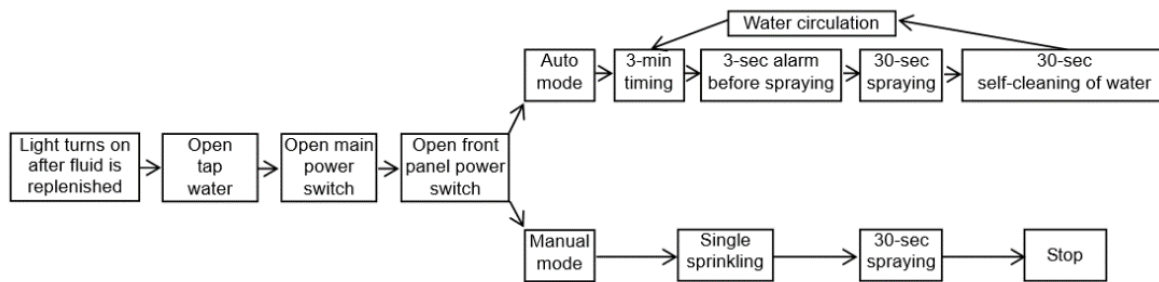 Water circulation
Auto
mode
3-min
timing
3-sec alarm
before spraying
30-sec
spraying
30-sec
self-cleaning of water
Light turns on
after fluid is
replenished
Open
tap
water
Open main
power
switch
Open front
panel power
switch
Manual
mode
Single
sprinkling
30-sec
spraying
Stop